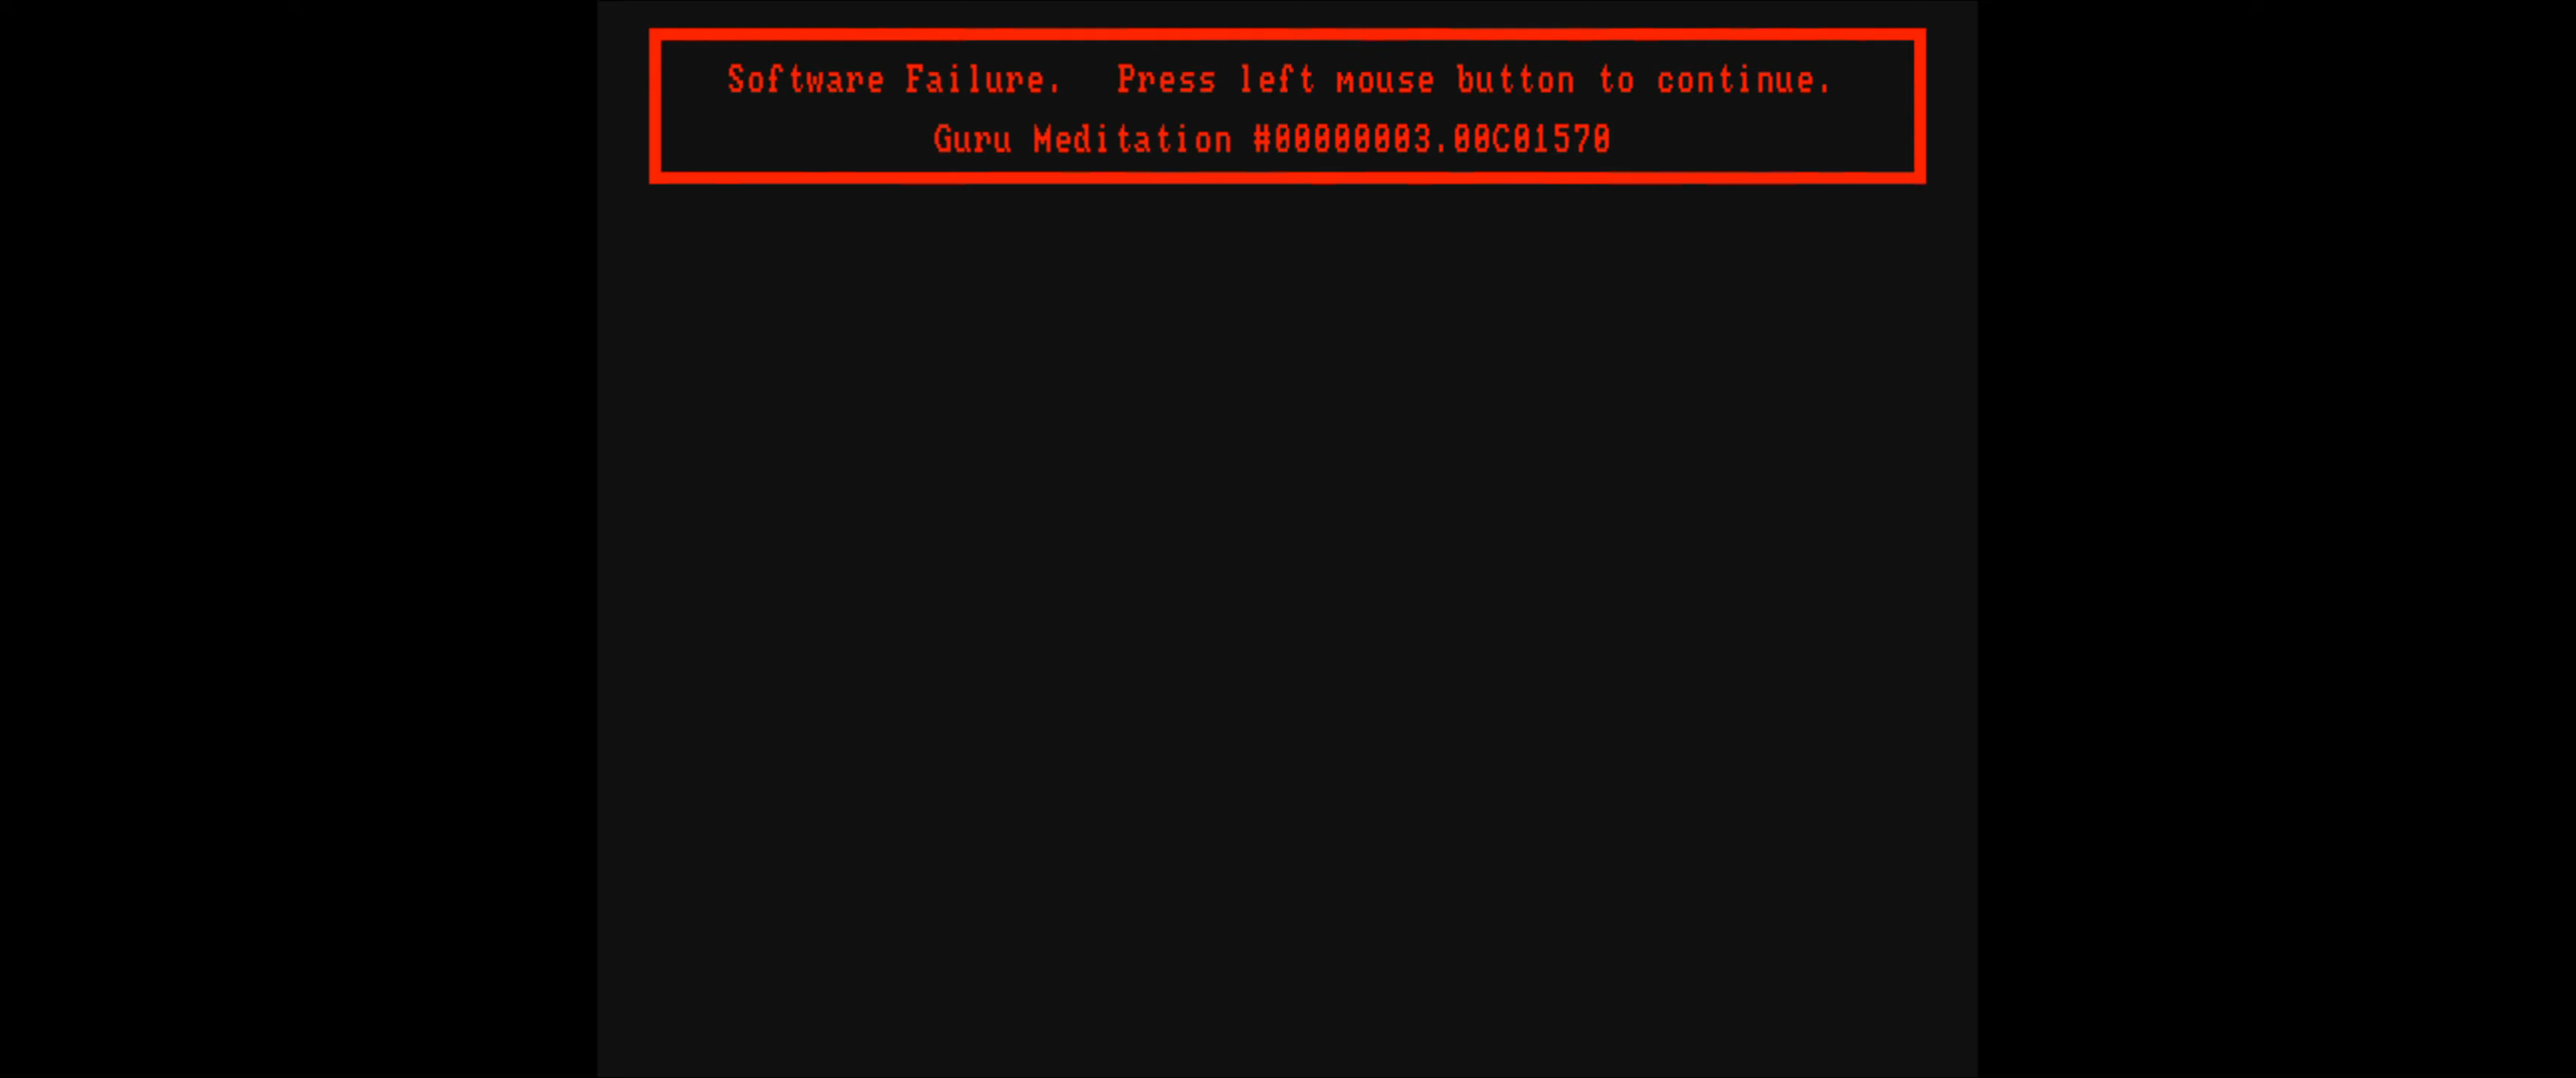 Software Failure.  Press left mouse button to continue.
Guru Meditation #00000003.00C01570